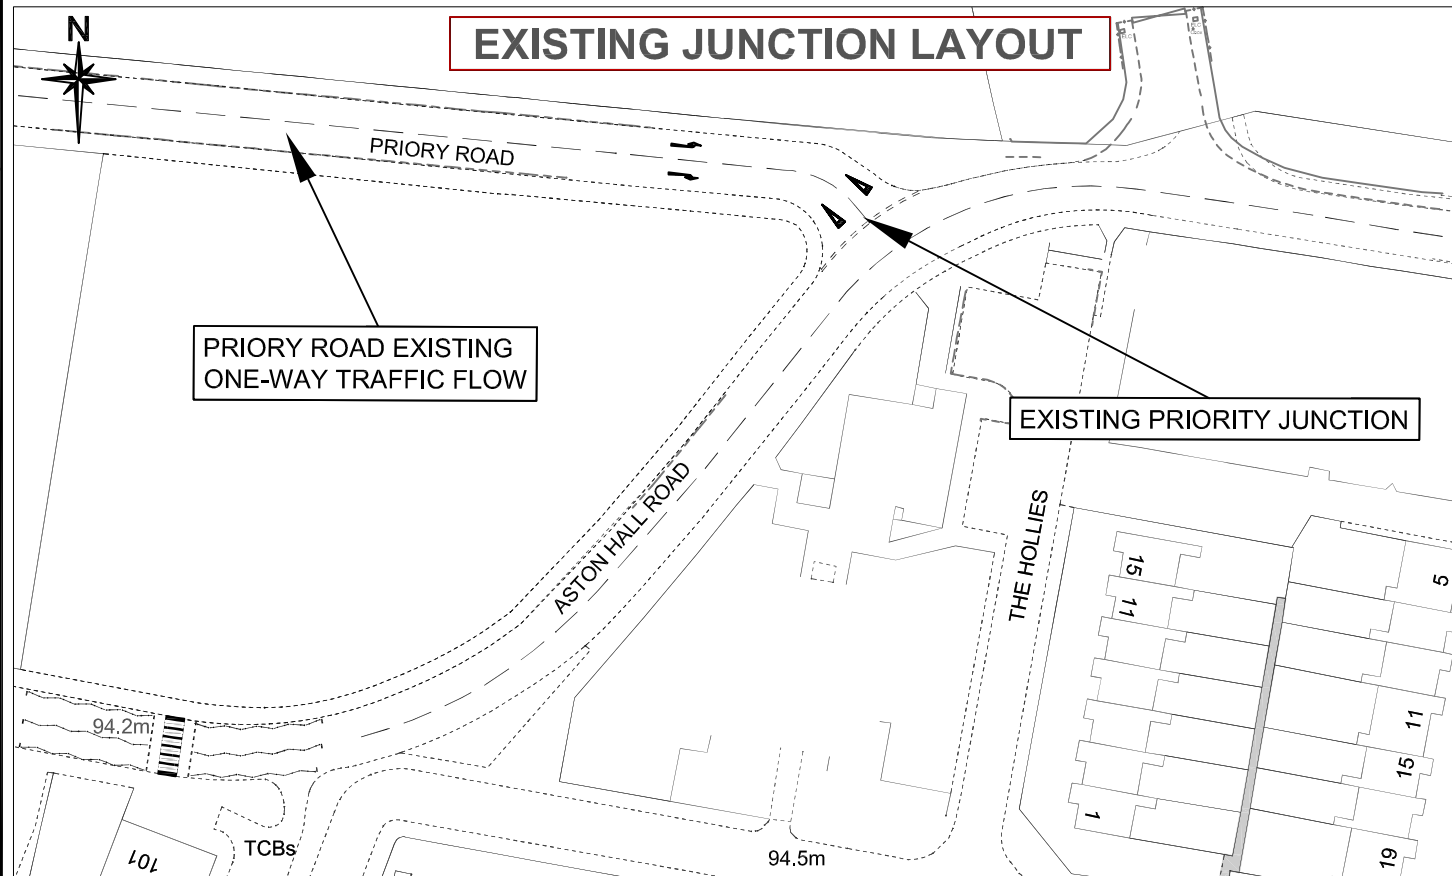 N
EXISTING JUNCTION LAYOUT
PRIORY ROAD
PRIORY ROAD EXISTING
ONE-WAY TRAFFIC FLOW
EXISTING PRIORITY JUNCTION
ASTON HALL ROAD
THE HOLLIES
15
11
1
5
11
15
19
94.2m
TCBs
101
94.5m